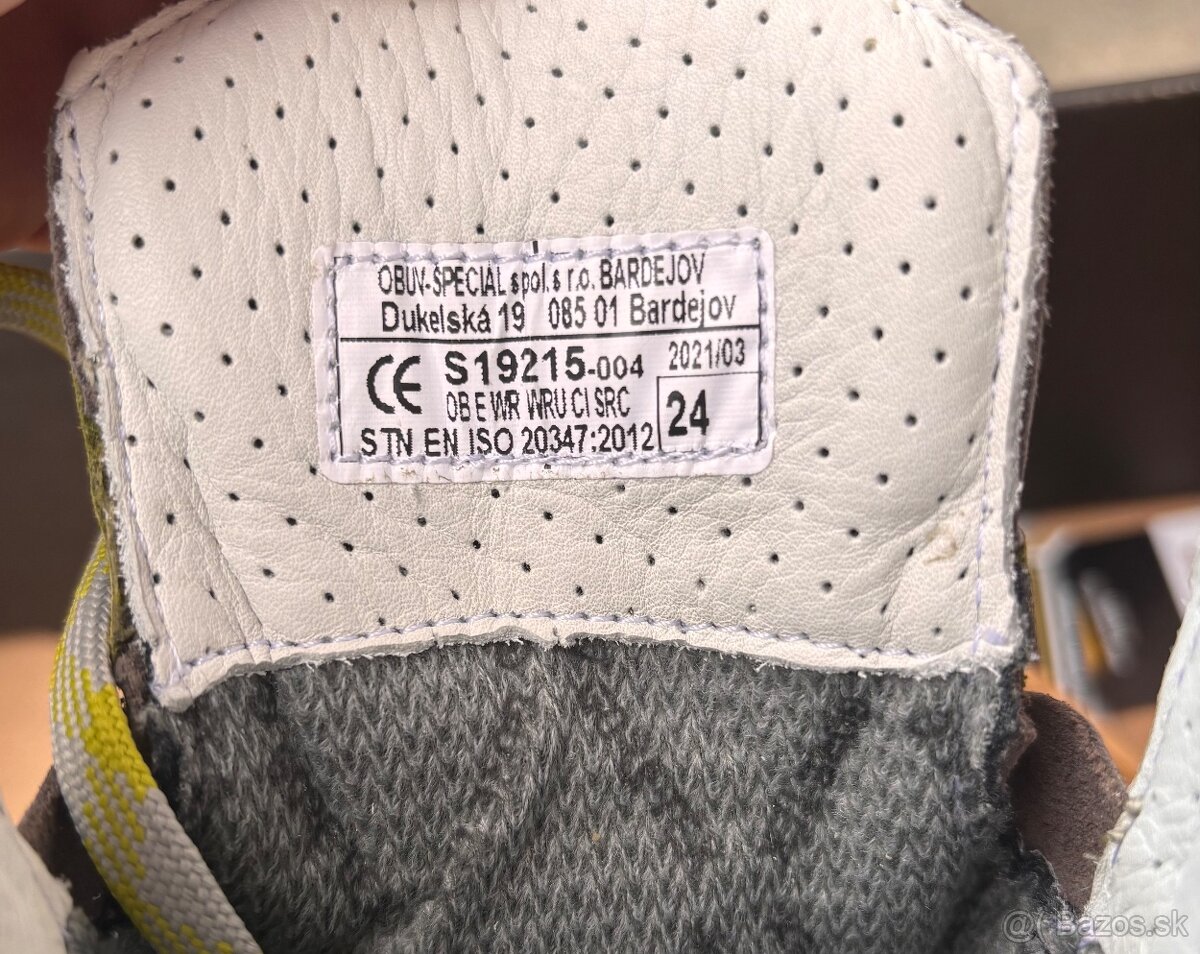 OBUV-ŠPECIÁL spol. s r.o. BARDEJOV
Dukelská 19 085 01 Bardejov
CE S19215-004 2021/03
OB E WR WRU CI SRC
24
STN EN ISO 20347:2012
Bazos.sk